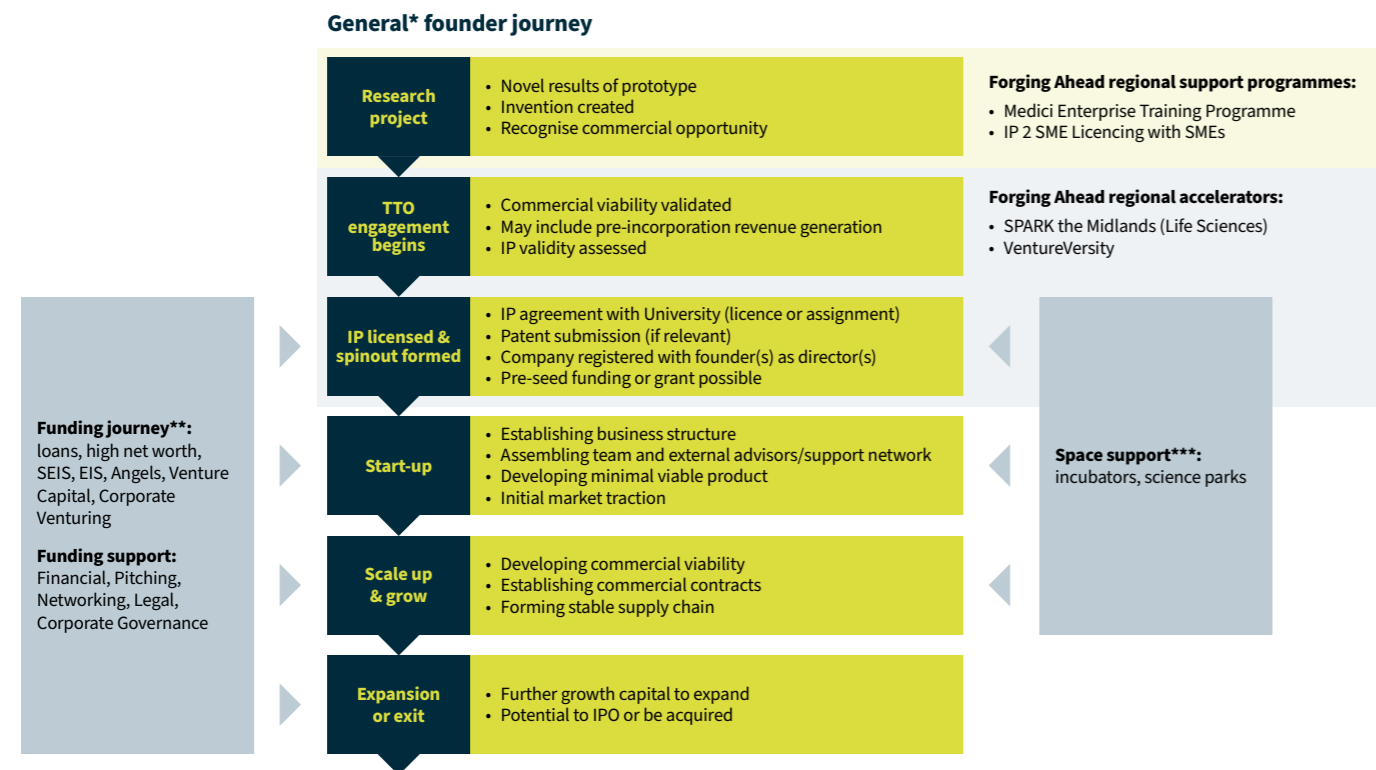 General* founder journey
Research
project
• Novel results of prototype
• Invention created
• Recognise commercial opportunity
Forging Ahead regional support programmes:
• Medici Enterprise Training Programme
• IP 2 SME Licencing with SMEs
TTO
engagement
begins
• Commercial viability validated
• May include pre-incorporation revenue generation
• IP validity assessed
Forging Ahead regional accelerators:
• SPARK the Midlands (Life Sciences)
• VentureVersity
IP licensed &
spinout formed
• IP agreement with University (licence or assignment)
• Patent submission (if relevant)
• Company registered with founder(s) as director(s)
• Pre-seed funding or grant possible
Funding journey**:
loans, high net worth,
SEIS, EIS, Angels, Venture
Capital, Corporate
Venturing
Funding support:
Financial, Pitching,
Networking, Legal,
Corporate Governance
Start-up
• Establishing business structure
• Assembling team and external advisors/support network
• Developing minimal viable product
• Initial market traction
Space support***:
incubators, science parks
Scale up
& grow
• Developing commercial viability
• Establishing commercial contracts
• Forming stable supply chain
Expansion
or exit
• Further growth capital to expand
• Potential to IPO or be acquired